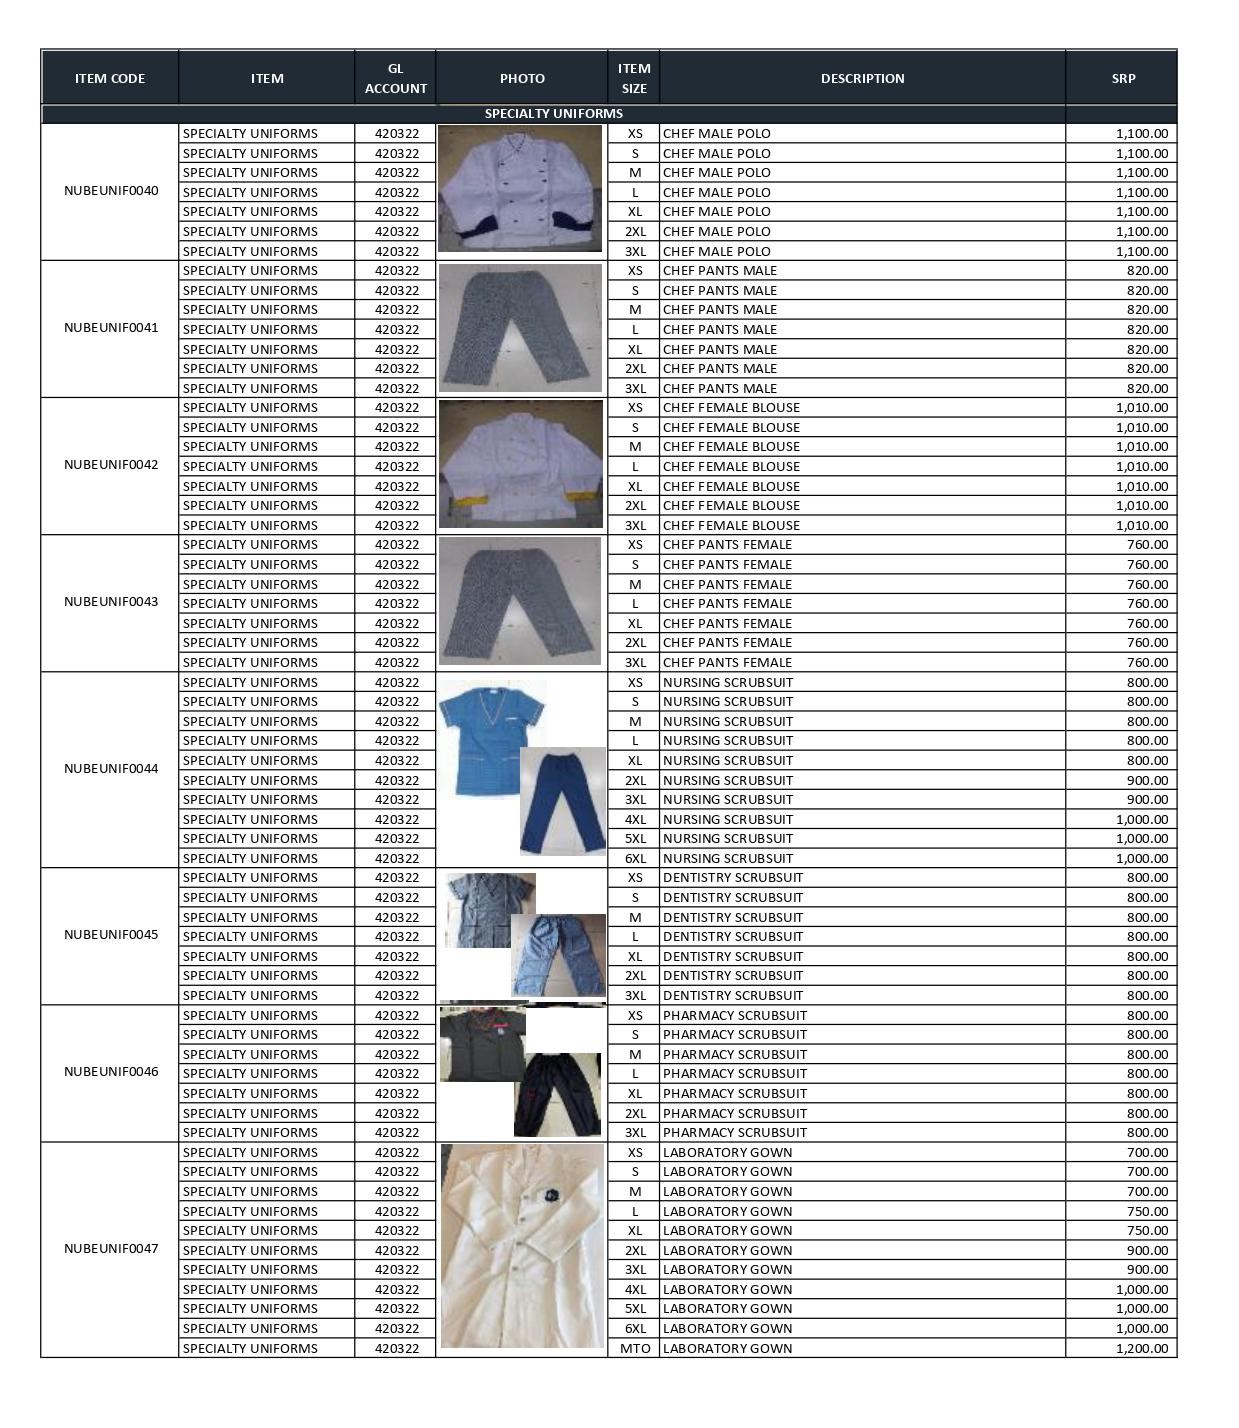 ITEM CODE ITEM GL ACCOUNT PHOTO ITEM SIZE DESCRIPTION SRP
SPECIALTY UNIFORMS
NUBEUNIF0040
SPECIALTY UNIFORMS 420322 XS CHEF MALE POLO 1,100.00
SPECIALTY UNIFORMS 420322 S CHEF MALE POLO 1,100.00
SPECIALTY UNIFORMS 420322 M CHEF MALE POLO 1,100.00
SPECIALTY UNIFORMS 420322 L CHEF MALE POLO 1,100.00
SPECIALTY UNIFORMS 420322 XL CHEF MALE POLO 1,100.00
SPECIALTY UNIFORMS 420322 2XL CHEF MALE POLO 1,100.00
SPECIALTY UNIFORMS 420322 3XL CHEF MALE POLO 1,100.00
NUBEUNIF0041
SPECIALTY UNIFORMS 420322 XS CHEF PANTS MALE 820.00
SPECIALTY UNIFORMS 420322 S CHEF PANTS MALE 820.00
SPECIALTY UNIFORMS 420322 M CHEF PANTS MALE 820.00
SPECIALTY UNIFORMS 420322 L CHEF PANTS MALE 820.00
SPECIALTY UNIFORMS 420322 XL CHEF PANTS MALE 820.00
SPECIALTY UNIFORMS 420322 2XL CHEF PANTS MALE 820.00
SPECIALTY UNIFORMS 420322 3XL CHEF PANTS MALE 820.00
NUBEUNIF0042
SPECIALTY UNIFORMS 420322 XS CHEF FEMALE BLOUSE 1,010.00
SPECIALTY UNIFORMS 420322 S CHEF FEMALE BLOUSE 1,010.00
SPECIALTY UNIFORMS 420322 M CHEF FEMALE BLOUSE 1,010.00
SPECIALTY UNIFORMS 420322 L CHEF FEMALE BLOUSE 1,010.00
SPECIALTY UNIFORMS 420322 XL CHEF FEMALE BLOUSE 1,010.00
SPECIALTY UNIFORMS 420322 2XL CHEF FEMALE BLOUSE 1,010.00
SPECIALTY UNIFORMS 420322 3XL CHEF FEMALE BLOUSE 1,010.00
NUBEUNIF0043
SPECIALTY UNIFORMS 420322 XS CHEF PANTS FEMALE 760.00
SPECIALTY UNIFORMS 420322 S CHEF PANTS FEMALE 760.00
SPECIALTY UNIFORMS 420322 M CHEF PANTS FEMALE 760.00
SPECIALTY UNIFORMS 420322 L CHEF PANTS FEMALE 760.00
SPECIALTY UNIFORMS 420322 XL CHEF PANTS FEMALE 760.00
SPECIALTY UNIFORMS 420322 2XL CHEF PANTS FEMALE 760.00
SPECIALTY UNIFORMS 420322 3XL CHEF PANTS FEMALE 760.00
NUBEUNIF0044
SPECIALTY UNIFORMS 420322 XS NURSING SCRUBSUIT 800.00
SPECIALTY UNIFORMS 420322 S NURSING SCRUBSUIT 800.00
SPECIALTY UNIFORMS 420322 M NURSING SCRUBSUIT 800.00
SPECIALTY UNIFORMS 420322 L NURSING SCRUBSUIT 800.00
SPECIALTY UNIFORMS 420322 XL NURSING SCRUBSUIT 800.00
SPECIALTY UNIFORMS 420322 2XL NURSING SCRUBSUIT 900.00
SPECIALTY UNIFORMS 420322 3XL NURSING SCRUBSUIT 900.00
SPECIALTY UNIFORMS 420322 4XL NURSING SCRUBSUIT 1,000.00
SPECIALTY UNIFORMS 420322 5XL NURSING SCRUBSUIT 1,000.00
SPECIALTY UNIFORMS 420322 6XL NURSING SCRUBSUIT 1,000.00
NUBEUNIF0045
SPECIALTY UNIFORMS 420322 XS DENTISTRY SCRUBSUIT 800.00
SPECIALTY UNIFORMS 420322 S DENTISTRY SCRUBSUIT 800.00
SPECIALTY UNIFORMS 420322 M DENTISTRY SCRUBSUIT 800.00
SPECIALTY UNIFORMS 420322 L DENTISTRY SCRUBSUIT 800.00
SPECIALTY UNIFORMS 420322 XL DENTISTRY SCRUBSUIT 800.00
SPECIALTY UNIFORMS 420322 2XL DENTISTRY SCRUBSUIT 800.00
SPECIALTY UNIFORMS 420322 3XL DENTISTRY SCRUBSUIT 800.00
NUBEUNIF0046
SPECIALTY UNIFORMS 420322 XS PHARMACY SCRUBSUIT 800.00
SPECIALTY UNIFORMS 420322 S PHARMACY SCRUBSUIT 800.00
SPECIALTY UNIFORMS 420322 M PHARMACY SCRUBSUIT 800.00
SPECIALTY UNIFORMS 420322 L PHARMACY SCRUBSUIT 800.00
SPECIALTY UNIFORMS 420322 XL PHARMACY SCRUBSUIT 800.00
SPECIALTY UNIFORMS 420322 2XL PHARMACY SCRUBSUIT 800.00
SPECIALTY UNIFORMS 420322 3XL PHARMACY SCRUBSUIT 800.00
NUBEUNIF0047
SPECIALTY UNIFORMS 420322 XS LABORATORY GOWN 700.00
SPECIALTY UNIFORMS 420322 S LABORATORY GOWN 700.00
SPECIALTY UNIFORMS 420322 M LABORATORY GOWN 700.00
SPECIALTY UNIFORMS 420322 L LABORATORY GOWN 750.00
SPECIALTY UNIFORMS 420322 XL LABORATORY GOWN 750.00
SPECIALTY UNIFORMS 420322 2XL LABORATORY GOWN 900.00
SPECIALTY UNIFORMS 420322 3XL LABORATORY GOWN 900.00
SPECIALTY UNIFORMS 420322 4XL LABORATORY GOWN 1,000.00
SPECIALTY UNIFORMS 420322 5XL LABORATORY GOWN 1,000.00
SPECIALTY UNIFORMS 420322 6XL LABORATORY GOWN 1,000.00
SPECIALTY UNIFORMS 420322 MTO LABORATORY GOWN 1,200.00